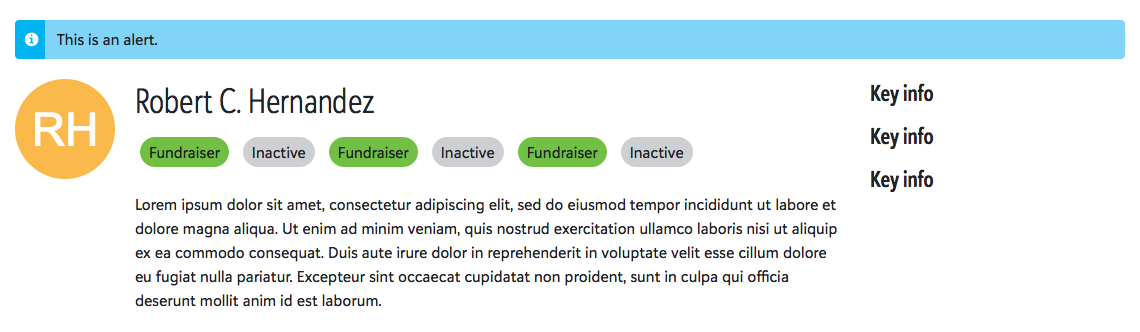 This is an alert.
RH
Robert C. Hernandez
Fundraiser Inactive Fundraiser Inactive Fundraiser Inactive
Lorem ipsum dolor sit amet, consectetur adipiscing elit, sed do eiusmod tempor incididunt ut labore et
dolore magna aliqua. Ut enim ad minim veniam, quis nostrud exercitation ullamco laboris nisi ut aliquip
ex ea commodo consequat. Duis aute irure dolor in reprehenderit in voluptate velit esse cillum dolore
eu fugiat nulla pariatur. Excepteur sint occaecat cupidatat non proident, sunt in culpa qui officia
deserunt mollit anim id est laborum.
Key info
Key info
Key info